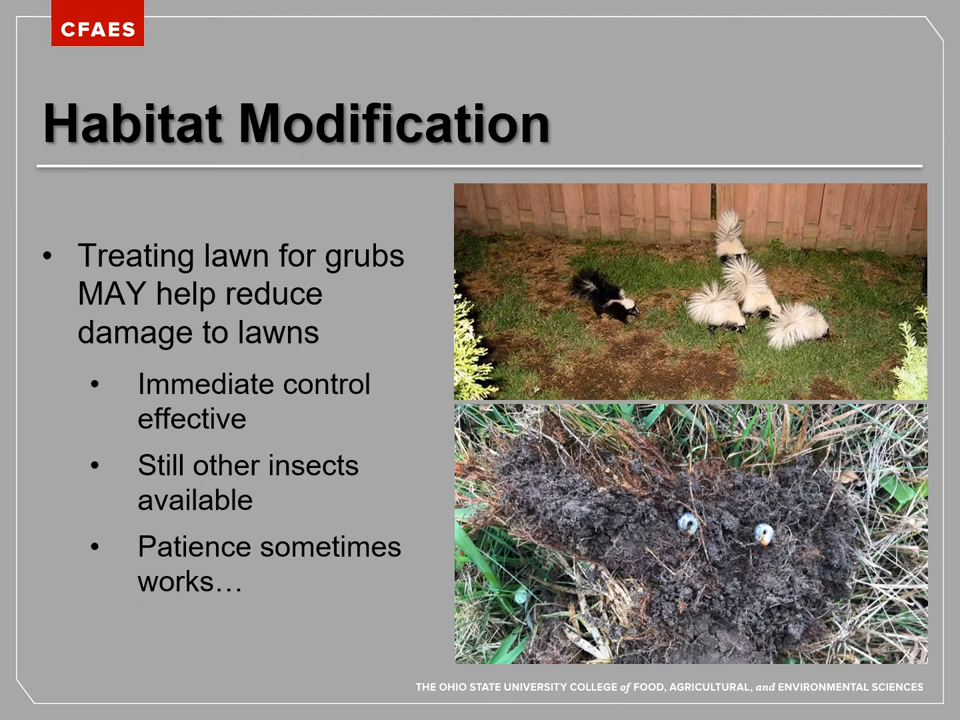 CFAES
Habitat Modification
• Treating lawn for grubs
MAY help reduce
damage to lawns
• Immediate control
effective
• Still other insects
available
• Patience sometimes
works…
THE OHIO STATE UNIVERSITY COLLEGE of FOOD, AGRICULTURAL, and ENVIRONMENTAL SCIENCES